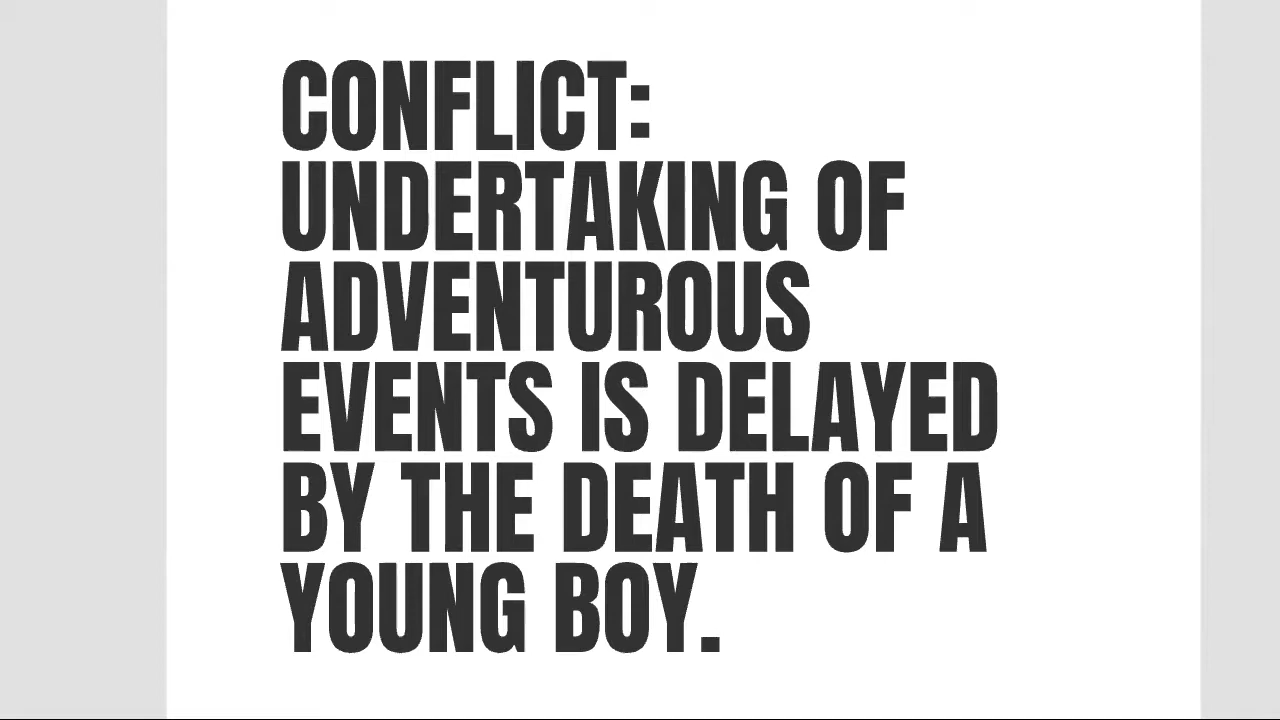 CONFLICT:
UNDERTAKING OF
ADVENTUROUS
EVENTS IS DELAYED
BY THE DEATH OF A
YOUNG BOY.